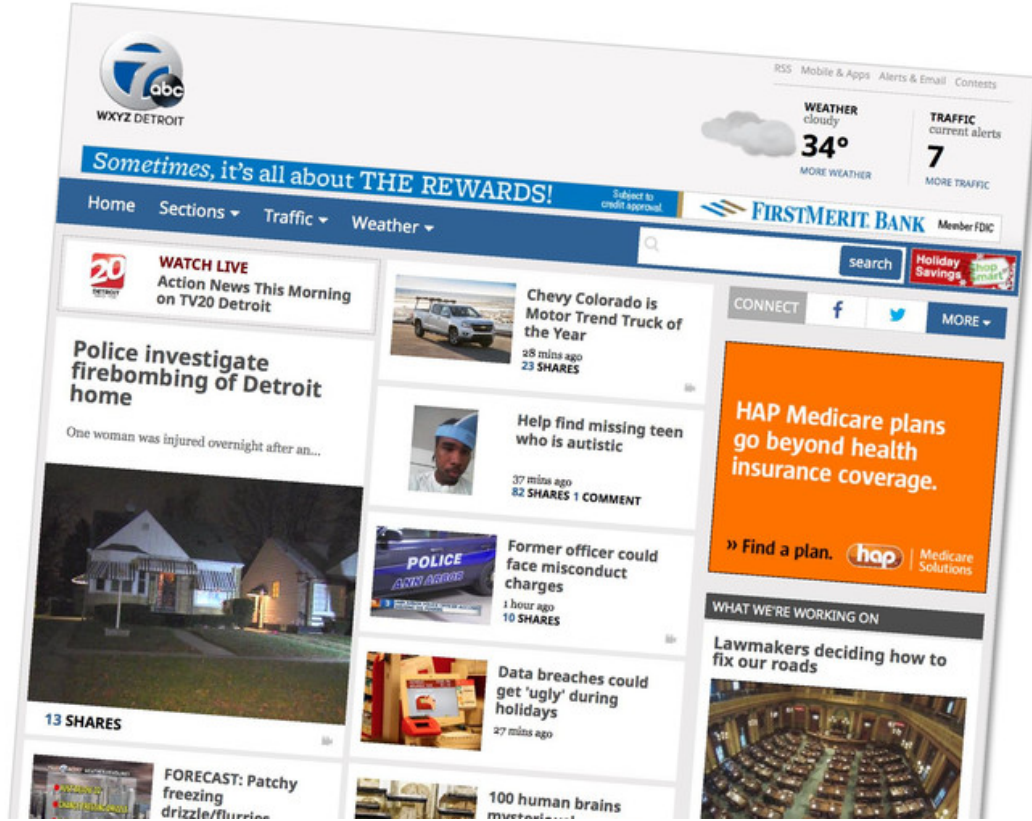 7
abc
WXYZ DETROIT
RSS Mobile & Apps Alerts & Email Contests
WEATHER
cloudy
34°
MORE WEATHER
TRAFFIC
current alerts
7
MORE TRAFFIC
Sometimes, it's all about THE REWARDS!
Subject to
credit approval.
FIRSTMERIT BANK Member FDIC
Home Sections Traffic Weather
search
Holiday
Savings
Shop
Smart
20
DETROIT
WATCH LIVE
Action News This Morning
on TV20 Detroit
Police investigate
firebombing of Detroit
home
One woman was injured overnight after an...
13 SHARES
FORECAST: Patchy
freezing
drizzle/flurries
Chevy Colorado is
Motor Trend Truck of
the Year
28 mins ago
23 SHARES
Help find missing teen
who is autistic
37 mins ago
82 SHARES 1 COMMENT
POLICE
ANN ARBOR
Former officer could
face misconduct
charges
1 hour ago
10 SHARES
Data breaches could
get 'ugly' during
holidays
27 mins ago
100 human brains
CONNECT
f
MORE
HAP Medicare plans
go beyond health
insurance coverage.
» Find a plan.
hap
Medicare
Solutions
WHAT WE'RE WORKING ON
Lawmakers deciding how to
fix our roads